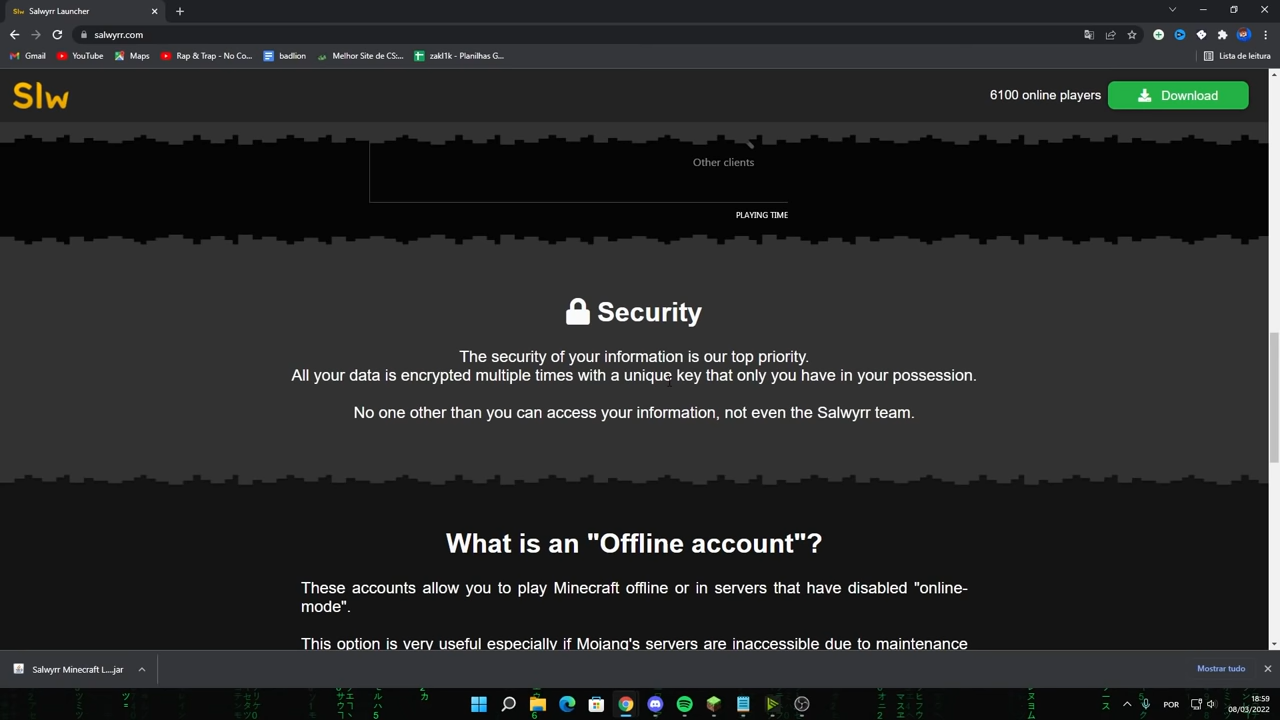 Salwyrr Launcher
salwyrr.com
Gmail
YouTube
Maps
Rap & Trap - No Co...
badlion
Melhor Site de CS:...
zakl1k - Planilhas G...
Lista de leitura
Slw
6100 online players
Download
Other clients
PLAYING TIME
Security
The security of your information is our top priority.
All your data is encrypted multiple times with a unique key that only you have in your possession.
No one other than you can access your information, not even the Salwyrr team.
What is an "Offline account"?
These accounts allow you to play Minecraft offline or in servers that have disabled "online-
mode".
This option is very useful especially if Mojang's servers are inaccessible due to maintenance
Salwyrr Minecraft L....jar
Mostrar tudo
POR
18:59
08/03/2022